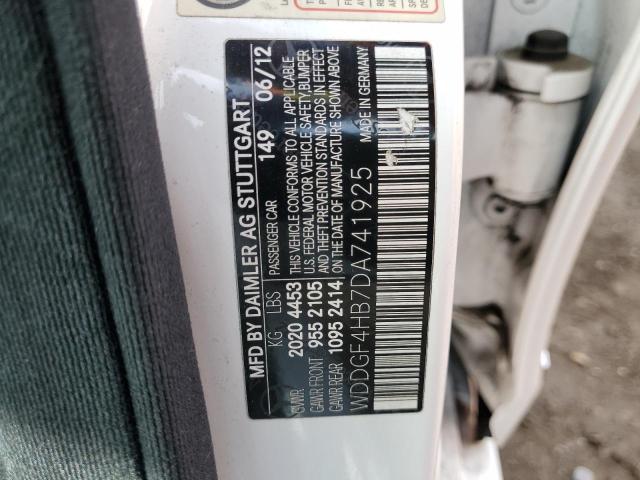 MFD BY DAIMLER AG STUTTGART
149 06/12
KG LBS PASSENGER CAR
GVWR 2020 4453
GAWR FRONT 955 2105
GAWR REAR 1095 2414
THIS VEHICLE CONFORMS TO ALL APPLICABLE
U.S. FEDERAL MOTOR VEHICLE SAFETY, BUMPER
AND THEFT PREVENTION STANDARDS IN EFFECT
ON THE DATE OF MANUFACTURE SHOWN ABOVE
WDDGF4HB7DA741925
MADE IN GERMANY